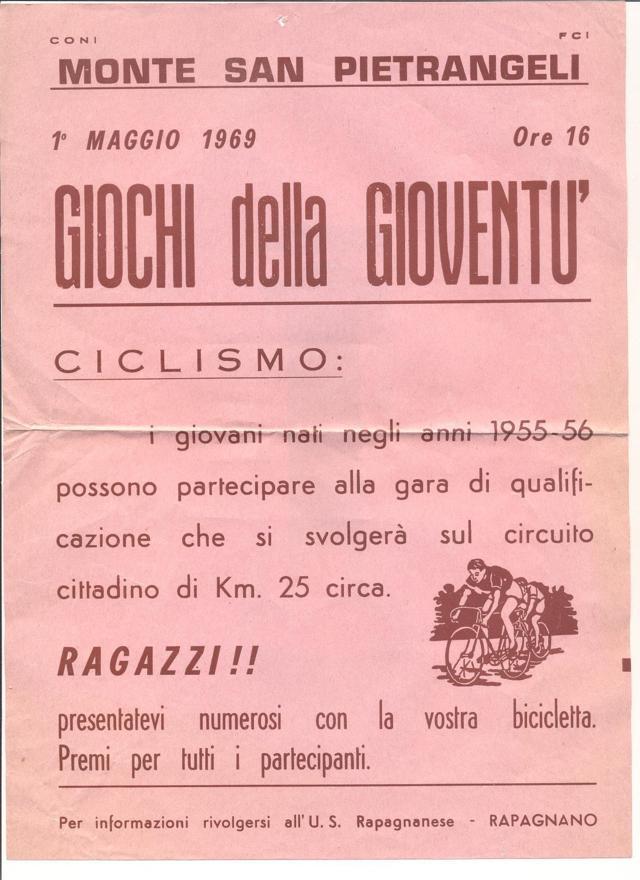 CONI FCI
MONTE SAN PIETRANGELI
1º MAGGIO 1969 Ore 16
GIOCHI della GIOVENTU'
CICLISMO:
i giovani nati negli anni 1955-56
possono partecipare alla gara di qualifi-
cazione che si svolgerà sul circuito
cittadino di Km. 25 circa.
RAGAZZI!!
presentatevi numerosi con la vostra bicicletta.
Premi per tutti i partecipanti.
Per informazioni rivolgersi all'U. S. Rapagnanese - RAPAGNANO